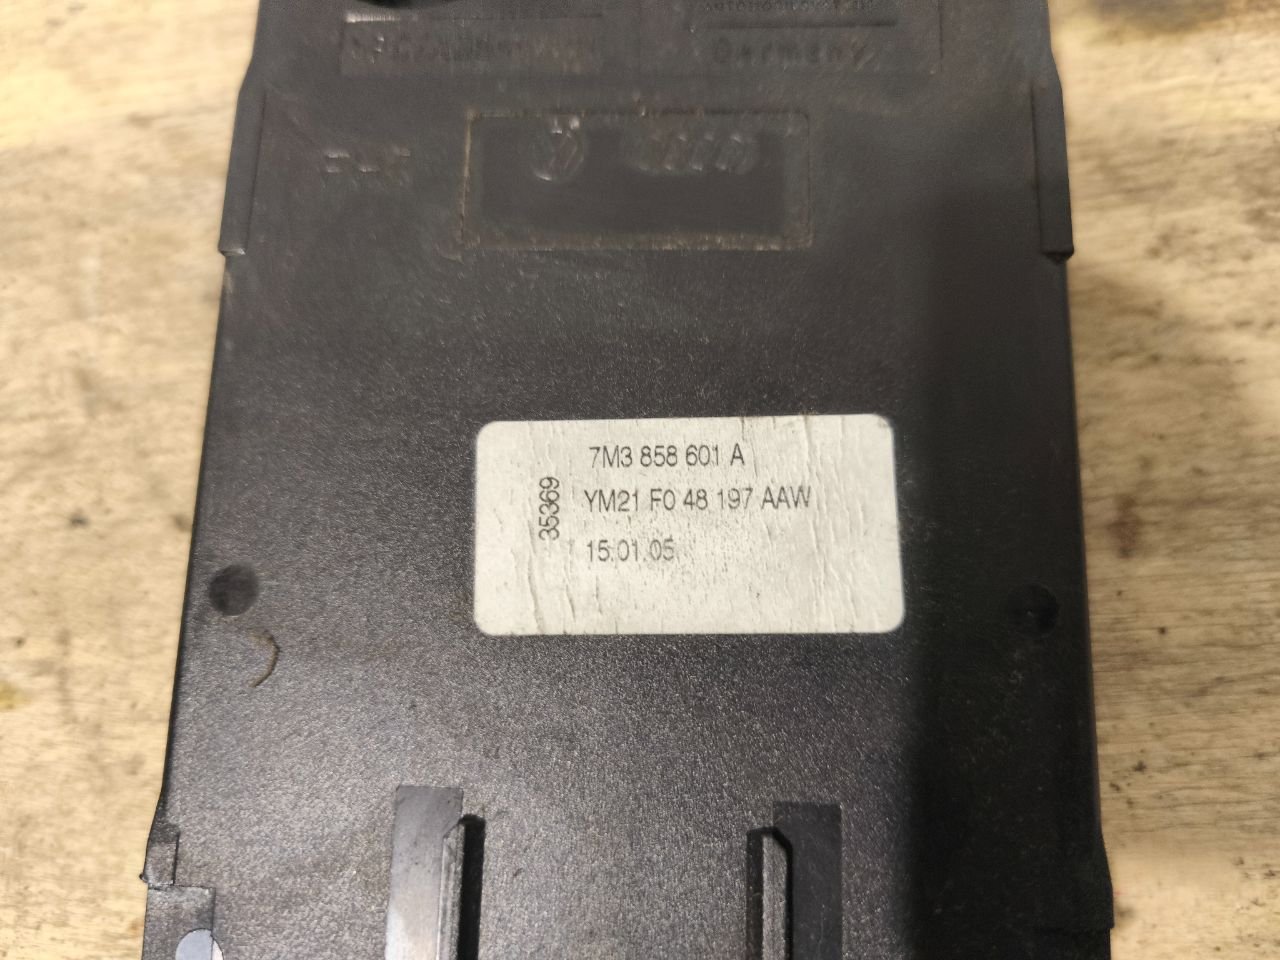 Germany
7M3 858 601 A
YM21 F0 48 197 AAW
15.01.05
35369